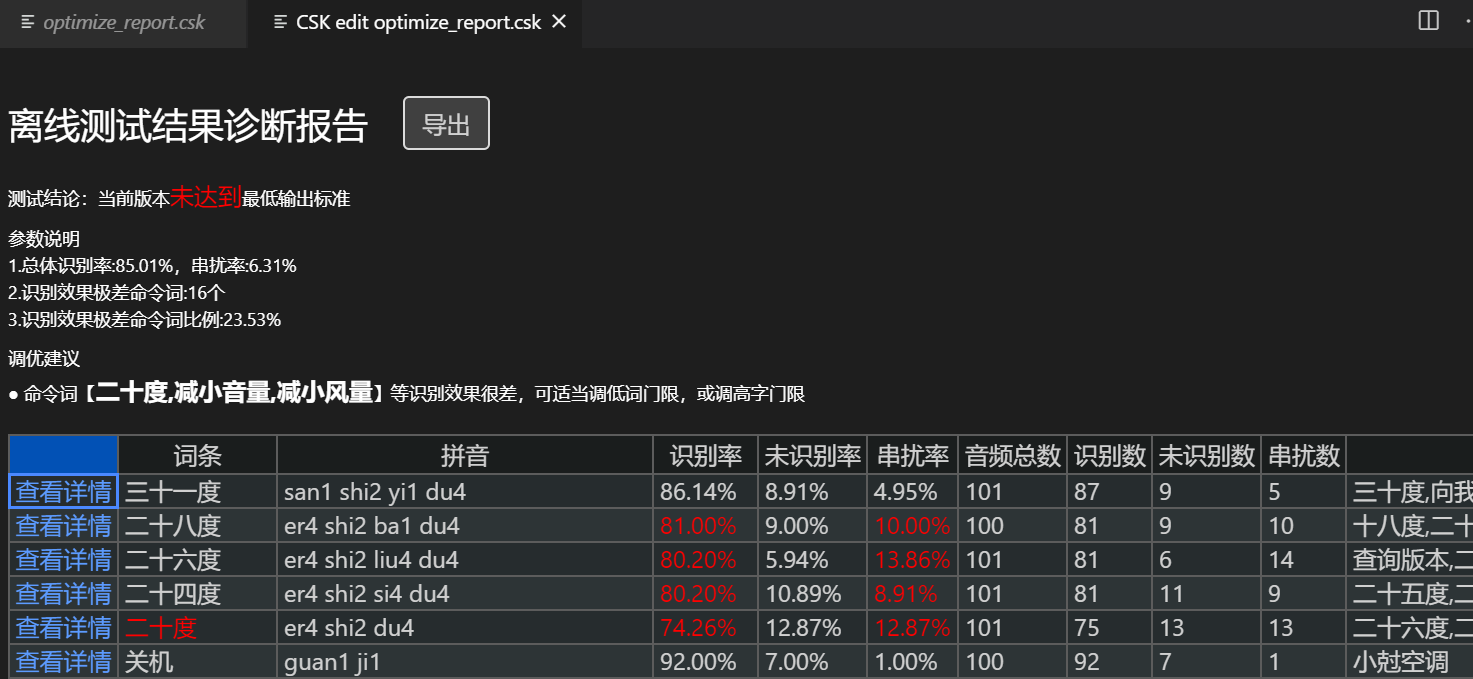 optimize_report.csk CSK edit optimize_report.csk
离线测试结果诊断报告 导出
测试结论：当前版本未达到最低输出标准
参数说明
1.总体识别率:85.01%，串扰率:6.31%
2.识别效果极差命令词:16个
3.识别效果极差命令词比例:23.53%
调优建议
● 命令词【二十度,减小音量,减小风量】等识别效果很差，可适当调低词门限，或调高字门限
词条 拼音 识别率 未识别率 串扰率 音频总数 识别数 未识别数 串扰数
查看详情 三十一度 san1 shi2 yi1 du4 86.14% 8.91% 4.95% 101 87 9 5 三十度,向我
查看详情 二十八度 er4 shi2 ba1 du4 81.00% 9.00% 10.00% 100 81 9 10 十八度,二十
查看详情 二十六度 er4 shi2 liu4 du4 80.20% 5.94% 13.86% 101 81 6 14 查询版本,二
查看详情 二十四度 er4 shi2 si4 du4 80.20% 10.89% 8.91% 101 81 11 9 二十五度,二
查看详情 二十度 er4 shi2 du4 74.26% 12.87% 12.87% 101 75 13 13 二十六度,二
查看详情 关机 guan1 ji1 92.00% 7.00% 1.00% 100 92 7 1 小尅空调